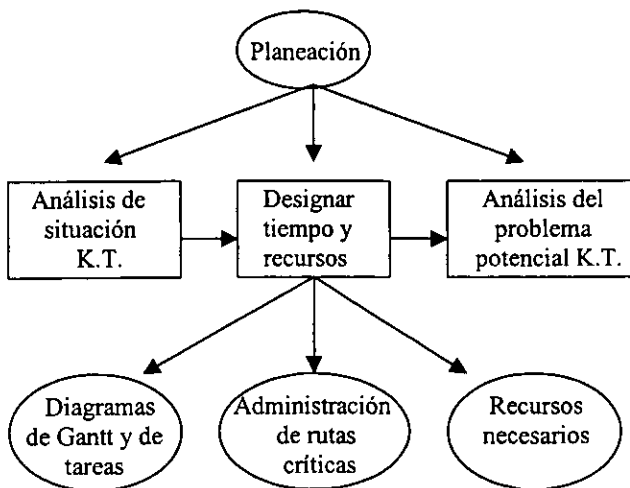 Planeación
Análisis de
situación
K.T.
Designar
tiempo y
recursos
Análisis del
problema
potencial K.T.
Diagramas
de Gantt y de
tareas
Administración
de rutas
críticas
Recursos
necesarios